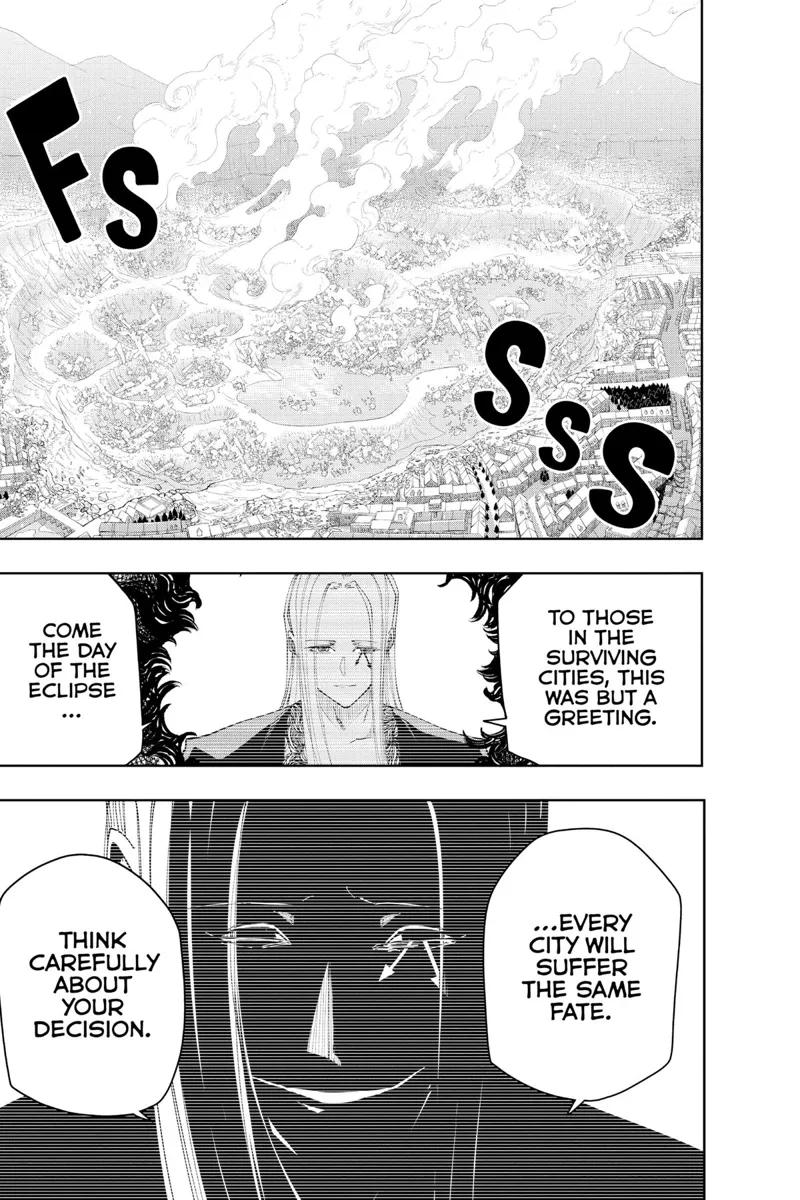 FS
SSS
TO THOSE
IN THE
SURVIVING
CITIES, THIS
WAS BUT A
GREETING.
COME
THE DAY
OF THE
ECLIPSE
...
...EVERY
CITY WILL
SUFFER
THE SAME
FATE.
THINK
CAREFULLY
ABOUT
YOUR
DECISION.